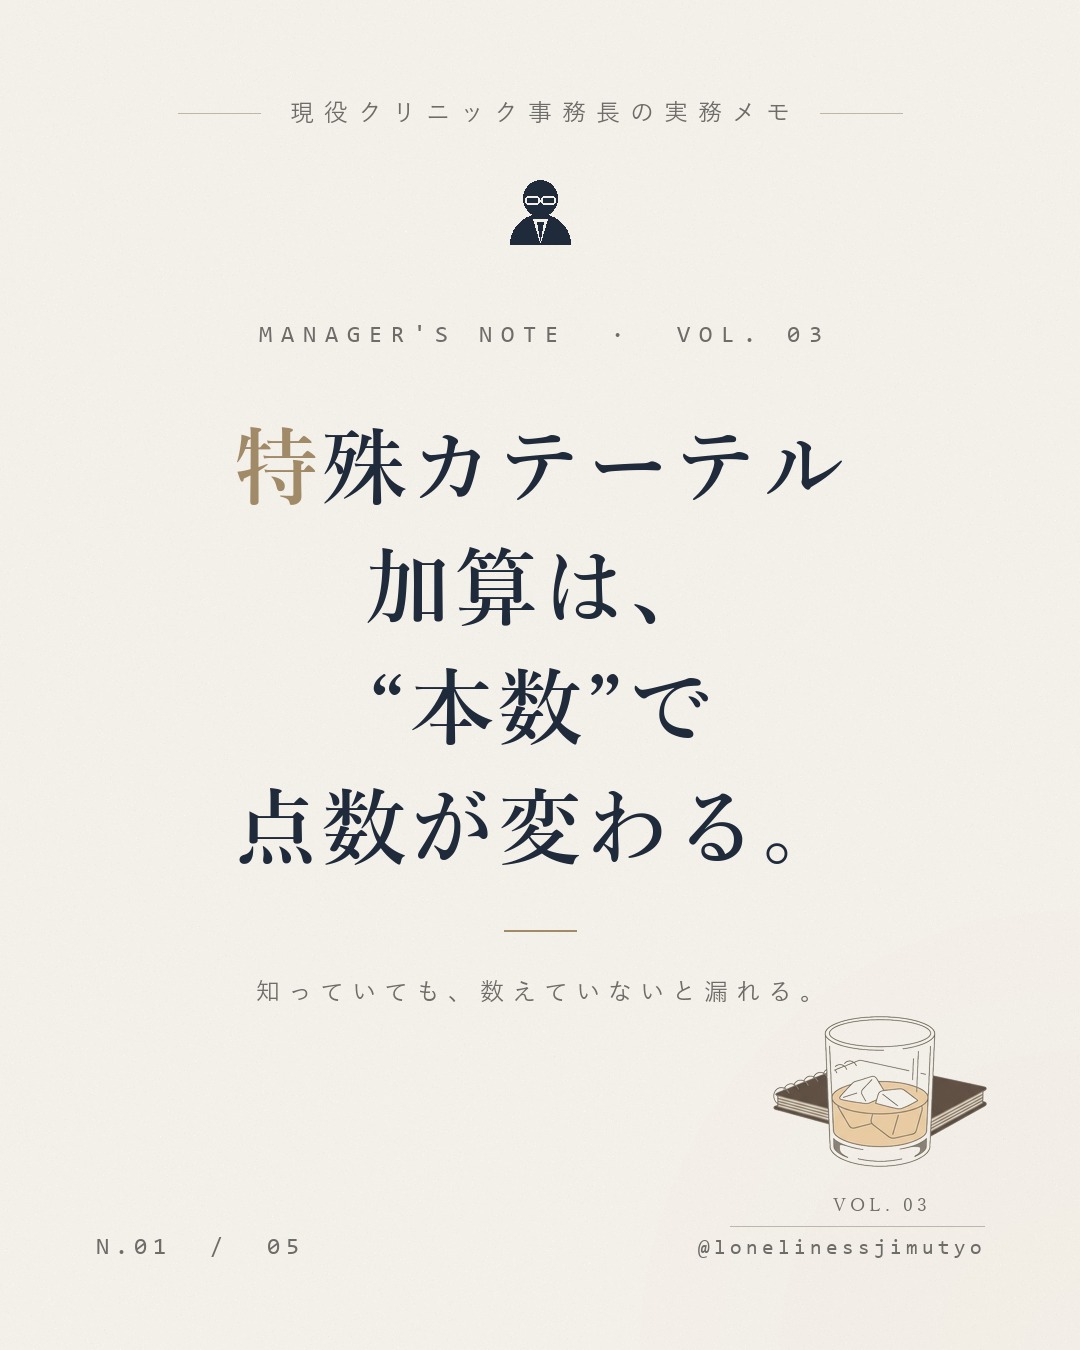 現役クリニック事務長の実務メモ
MANAGER'S NOTE · VOL. 03
特殊カテーテル
加算は、
“本数”で
点数が変わる。
知っていても、数えていないと漏れる。
VOL. 03
N.01 / 05
@lonelinessjimutyo